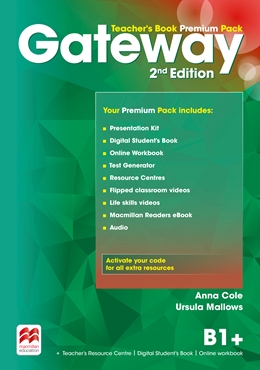 Teacher's Book Premium Pack
Gateway
2nd Edition
Your Premium Pack includes:
Presentation Kit
Digital Student's Book
Online Workbook
Test Generator
Resource Centres
Flipped classroom videos
Life skills videos
Macmillan Readers eBook
Audio
Activate your code
for all extra resources
Anna Cole
Ursula Mallows
B1+
macmillan
education
+ Teacher's Resource Centre | Digital Student's Book | Online workbook